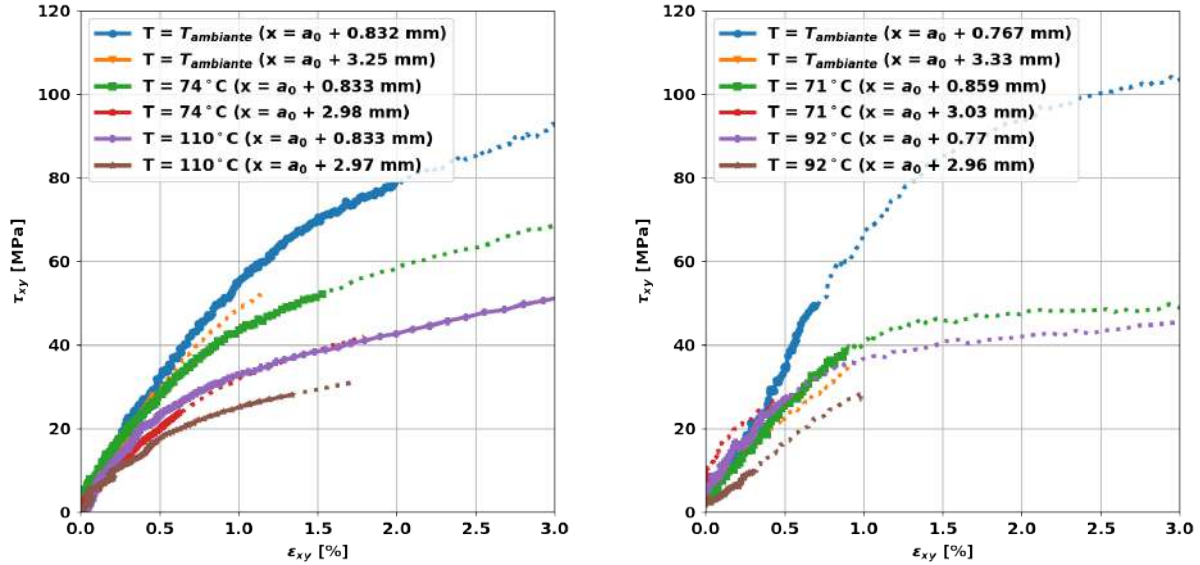 120
100
80
60
40
20
0
τxy [MPa]
T = Tambiante (x = a0 + 0.832 mm)
T = Tambiante (x = a0 + 3.25 mm)
T = 74°C (x = a0 + 0.833 mm)
T = 74°C (x = a0 + 2.98 mm)
T = 110°C (x = a0 + 0.833 mm)
T = 110°C (x = a0 + 2.97 mm)
0.0 0.5 1.0 1.5 2.0 2.5 3.0
εxy [%]
120
100
80
60
40
20
0
τxy [MPa]
T = Tambiante (x = a0 + 0.767 mm)
T = Tambiante (x = a0 + 3.33 mm)
T = 71°C (x = a0 + 0.859 mm)
T = 71°C (x = a0 + 3.03 mm)
T = 92°C (x = a0 + 0.77 mm)
T = 92°C (x = a0 + 2.96 mm)
0.0 0.5 1.0 1.5 2.0 2.5 3.0
εxy [%]